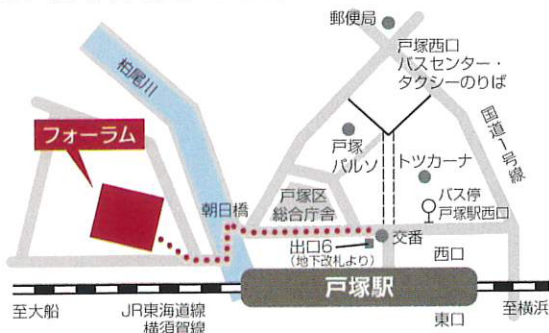 郵便局
戸塚西口
バスセンター・
タクシーのりば
柏尾川
国道1号線
フォーラム
戸塚
パルソ
トツカーナ
戸塚区
総合庁舎
バス停
戸塚駅西口
朝日橋
交番
出口6
(地下改札より)
西口
戸塚駅
至大船
JR東海道線
横須賀線
東口
至横浜